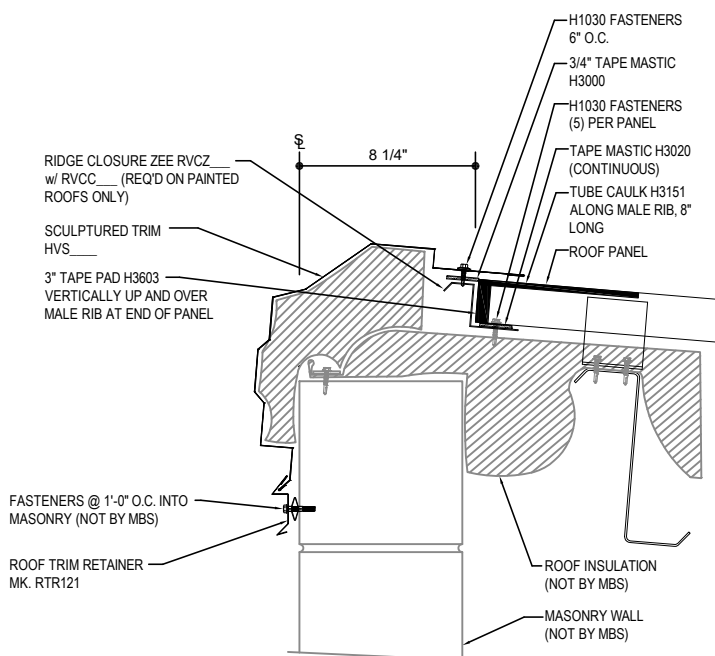 H1030 FASTENERS
6" O.C.
3/4" TAPE MASTIC
H3000
H1030 FASTENERS
(5) PER PANEL
TAPE MASTIC H3020
(CONTINUOUS)
TUBE CAULK H3151
ALONG MALE RIB, 8"
LONG
ROOF PANEL
SL
8 1/4"
RIDGE CLOSURE ZEE RVCZ___
w/ RVCC___ (REQ'D ON PAINTED
ROOFS ONLY)
SCULPTURED TRIM
HVS____
3" TAPE PAD H3603
VERTICALLY UP AND OVER
MALE RIB AT END OF PANEL
FASTENERS @ 1'-0" O.C. INTO
MASONRY (NOT BY MBS)
ROOF TRIM RETAINER
MK. RTR121
ROOF INSULATION
(NOT BY MBS)
MASONRY WALL
(NOT BY MBS)